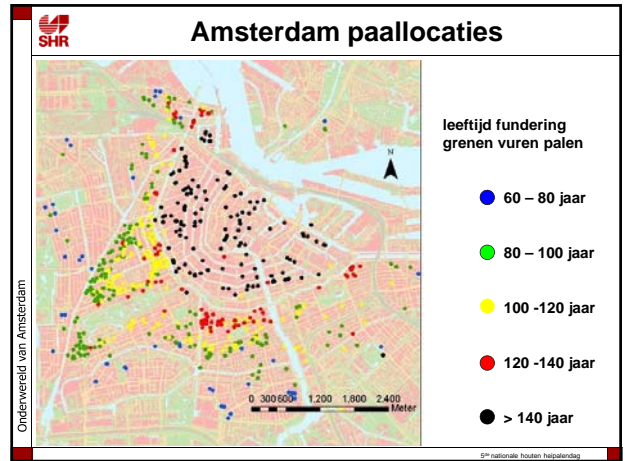 SHR
Amsterdam paallocaties
Onderwereld van Amsterdam
leeftijd fundering
grenen vuren palen
N
60 – 80 jaar
80 – 100 jaar
100 -120 jaar
120 -140 jaar
> 140 jaar
0 300 600 1.200 1.800 2.400
Meter
5de nationale houten heipalendag